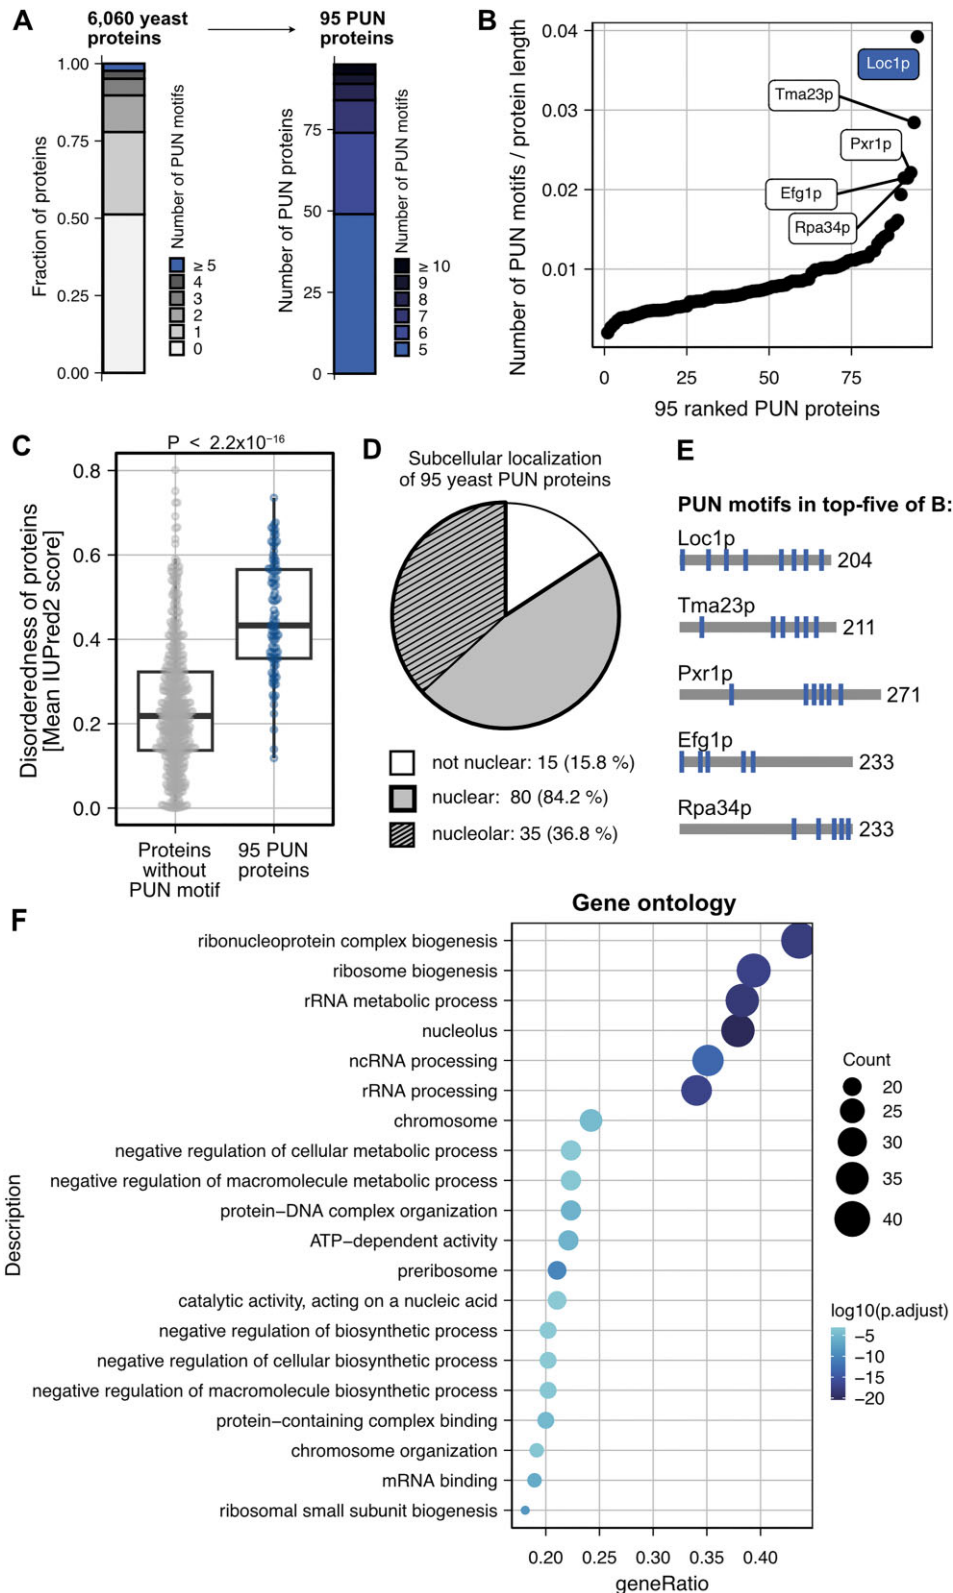 A
6,060 yeast
proteins
95 PUN
proteins
Fraction of proteins
1.00
0.75
0.50
0.25
0.00
Number of PUN motifs
≥ 5
4
3
2
1
0
Number of PUN proteins
75
50
25
0
Number of PUN motifs
≥ 10
9
8
7
6
5
B
Number of PUN motifs / protein length
0.04
0.03
0.02
0.01
Loc1p
Tma23p
Pxr1p
Efg1p
Rpa34p
0 25 50 75
95 ranked PUN proteins
C
P < 2.2x10⁻¹⁶
Disorderedness of proteins
[Mean IUPred2 score]
0.8
0.6
0.4
0.2
0.0
Proteins
without
PUN motif
95 PUN
proteins
D
Subcellular localization
of 95 yeast PUN proteins
not nuclear: 15 (15.8 %)
nuclear: 80 (84.2 %)
nucleolar: 35 (36.8 %)
E
PUN motifs in top-five of B:
Loc1p
204
Tma23p
211
Pxr1p
271
Efg1p
233
Rpa34p
233
F
Gene ontology
Description
ribonucleoprotein complex biogenesis
ribosome biogenesis
rRNA metabolic process
nucleolus
ncRNA processing
rRNA processing
chromosome
negative regulation of cellular metabolic process
negative regulation of macromolecule metabolic process
protein−DNA complex organization
ATP−dependent activity
preribosome
catalytic activity, acting on a nucleic acid
negative regulation of biosynthetic process
negative regulation of cellular biosynthetic process
negative regulation of macromolecule biosynthetic process
protein−containing complex binding
chromosome organization
mRNA binding
ribosomal small subunit biogenesis
0.20 0.25 0.30 0.35 0.40
geneRatio
Count
20
25
30
35
40
log10(p.adjust)
−5
−10
−15
−20